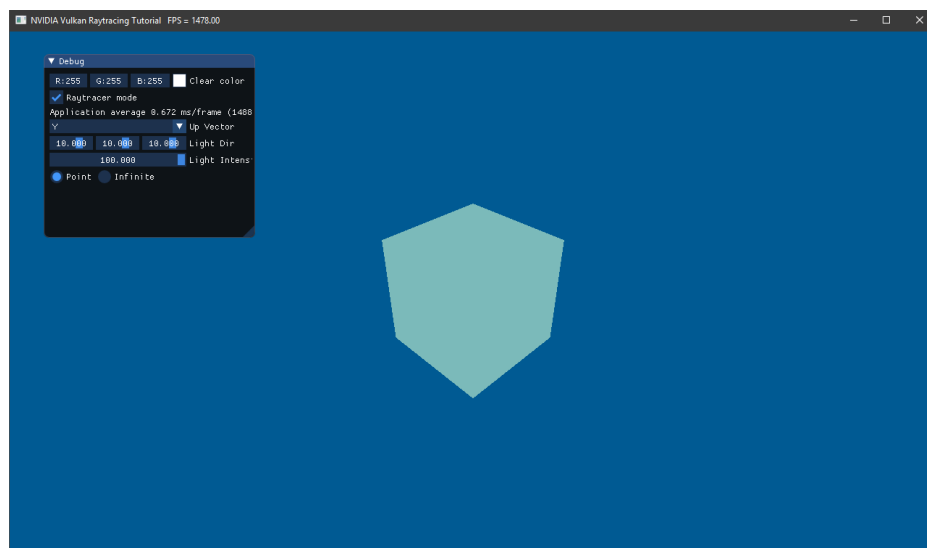 NVIDIA Vulkan Raytracing Tutorial FPS = 1478.00
Debug
R:255 G:255 B:255 Clear color
Raytracer mode
Application average 0.672 ms/frame (1488
Y Up Vector
10.000 10.000 10.000 Light Dir
100.000 Light Intens
Point Infinite